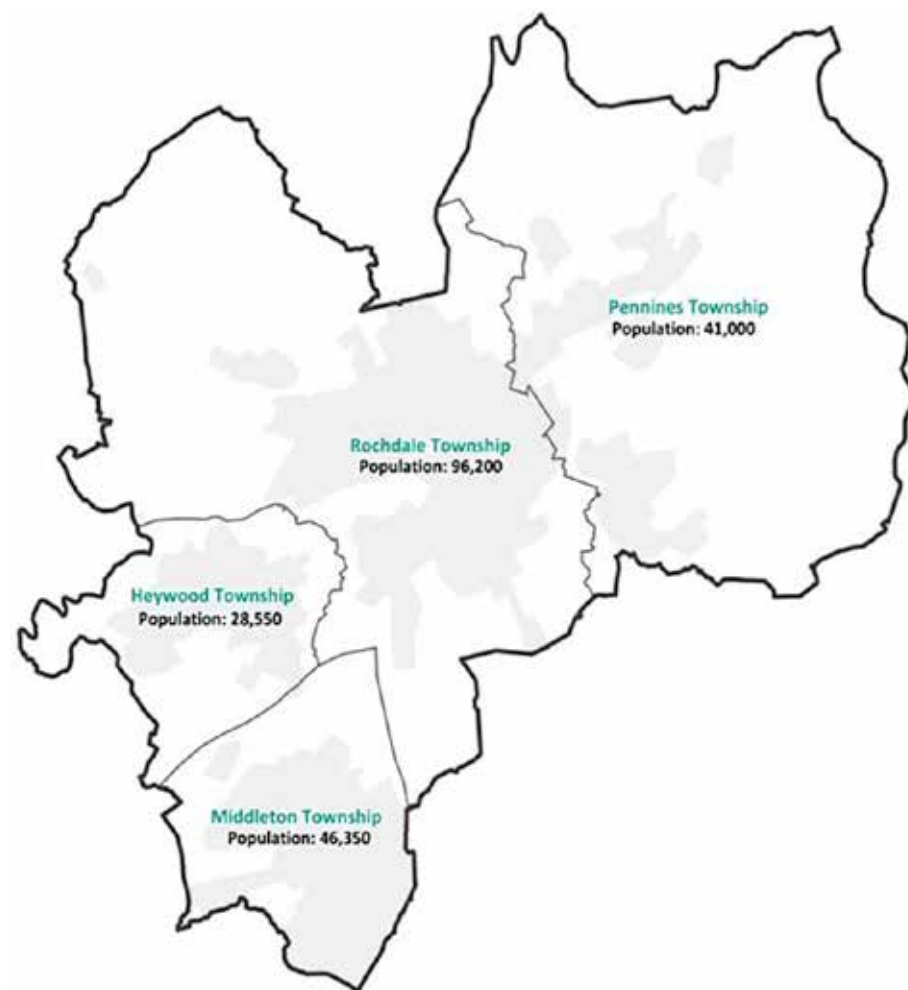 Pennines Township
Population: 41,000
Rochdale Township
Population: 96,200
Heywood Township
Population: 28,550
Middleton Township
Population: 46,350